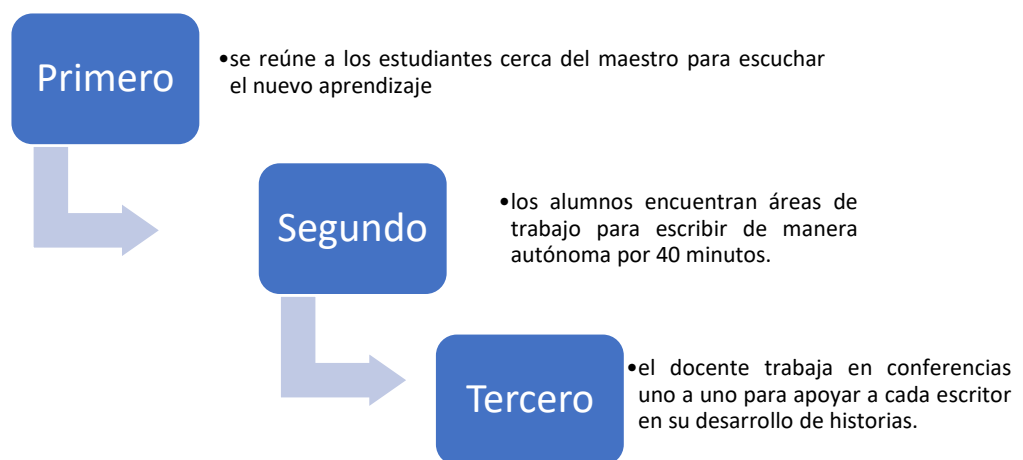 Primero
•se reúne a los estudiantes cerca del maestro para escuchar
el nuevo aprendizaje
Segundo
•los alumnos encuentran áreas de
trabajo para escribir de manera
autónoma por 40 minutos.
Tercero
•el docente trabaja en conferencias
uno a uno para apoyar a cada escritor
en su desarrollo de historias.